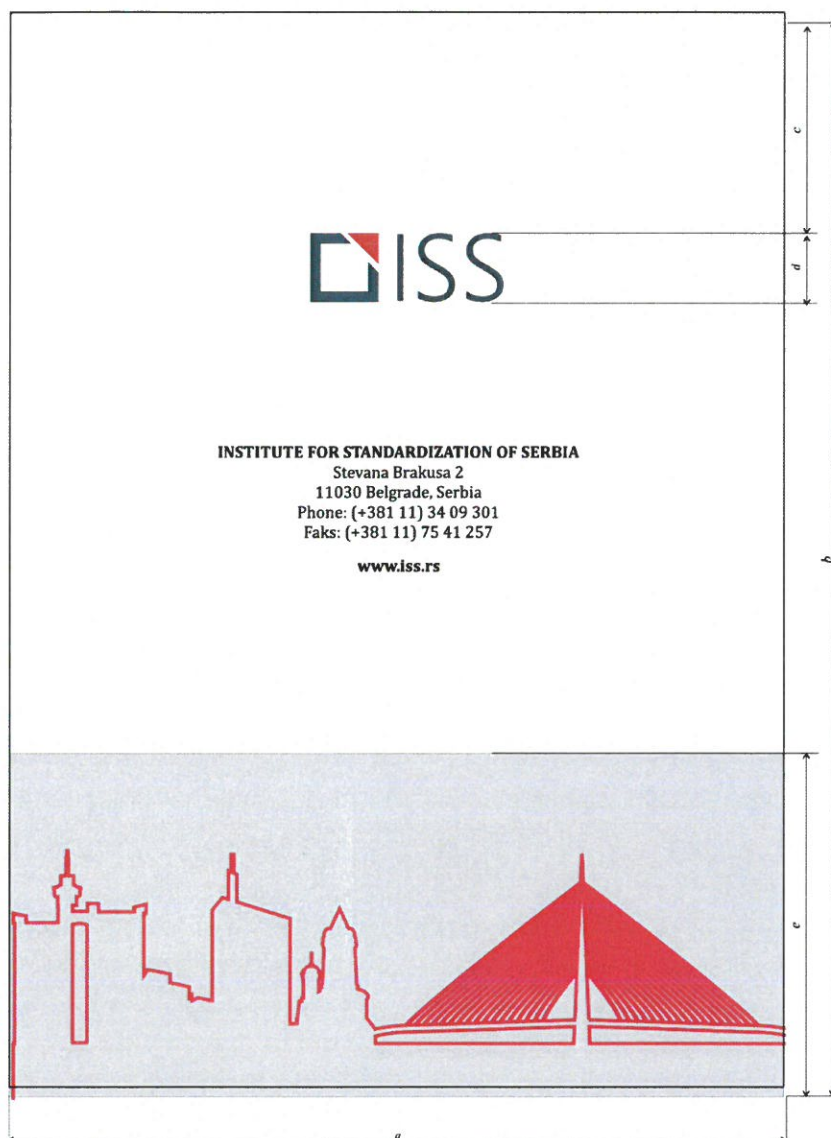 c
ISS
d
INSTITUTE FOR STANDARDIZATION OF SERBIA
Stevana Brakusa 2
11030 Belgrade, Serbia
Phone: (+381 11) 34 09 301
Faks: (+381 11) 75 41 257
www.iss.rs
b
e
a